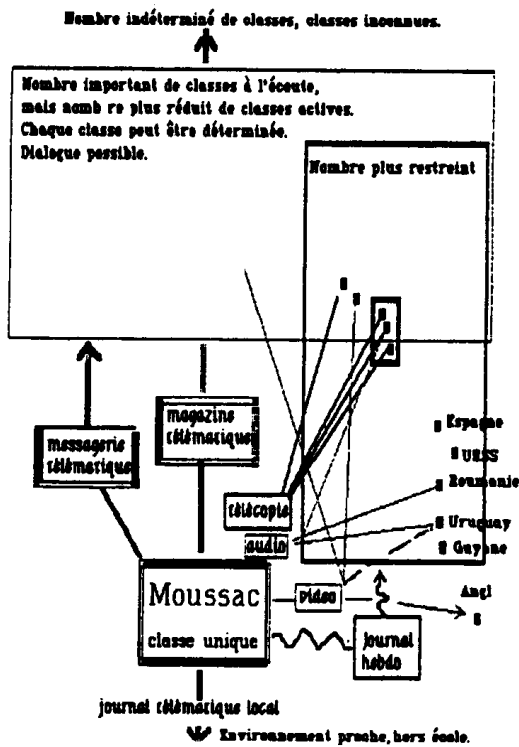 Nombre indéterminé de classes, classes inconnues.
Nombre important de classes à l'écoute,
mais nomb re plus réduit de classes actives.
Chaque classe peut être déterminée.
Dialogue possible.
Nombre plus restreint
magazine
télématique
messagerie
télématique
Espagne
URSS
Roumanie
télécopie
Uruguay
audio
Guyane
Moussac
classe unique
video
Angl
journal
hebdo
journal télématique local
Environnement proche, hors école.